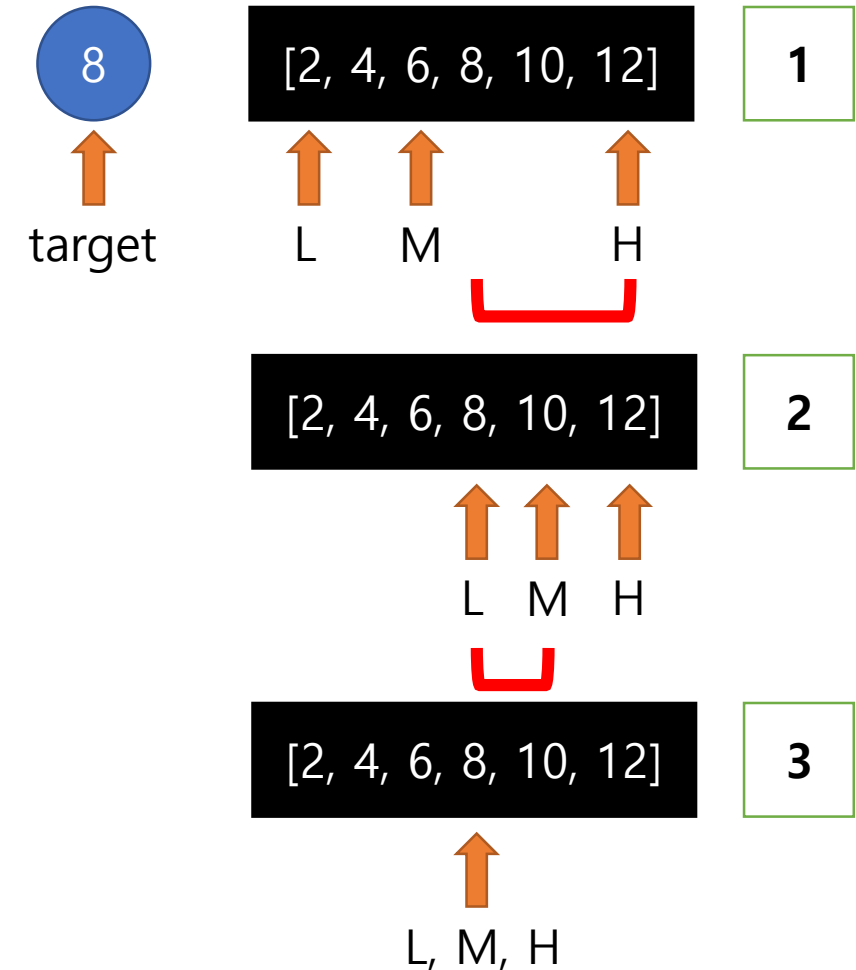 8 [2, 4, 6, 8, 10, 12] 1
target L M H
[2, 4, 6, 8, 10, 12] 2
L M H
[2, 4, 6, 8, 10, 12] 3
L, M, H